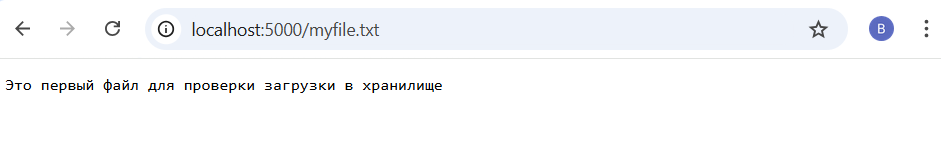 localhost:5000/myfile.txt
B
Это первый файл для проверки загрузки в хранилище